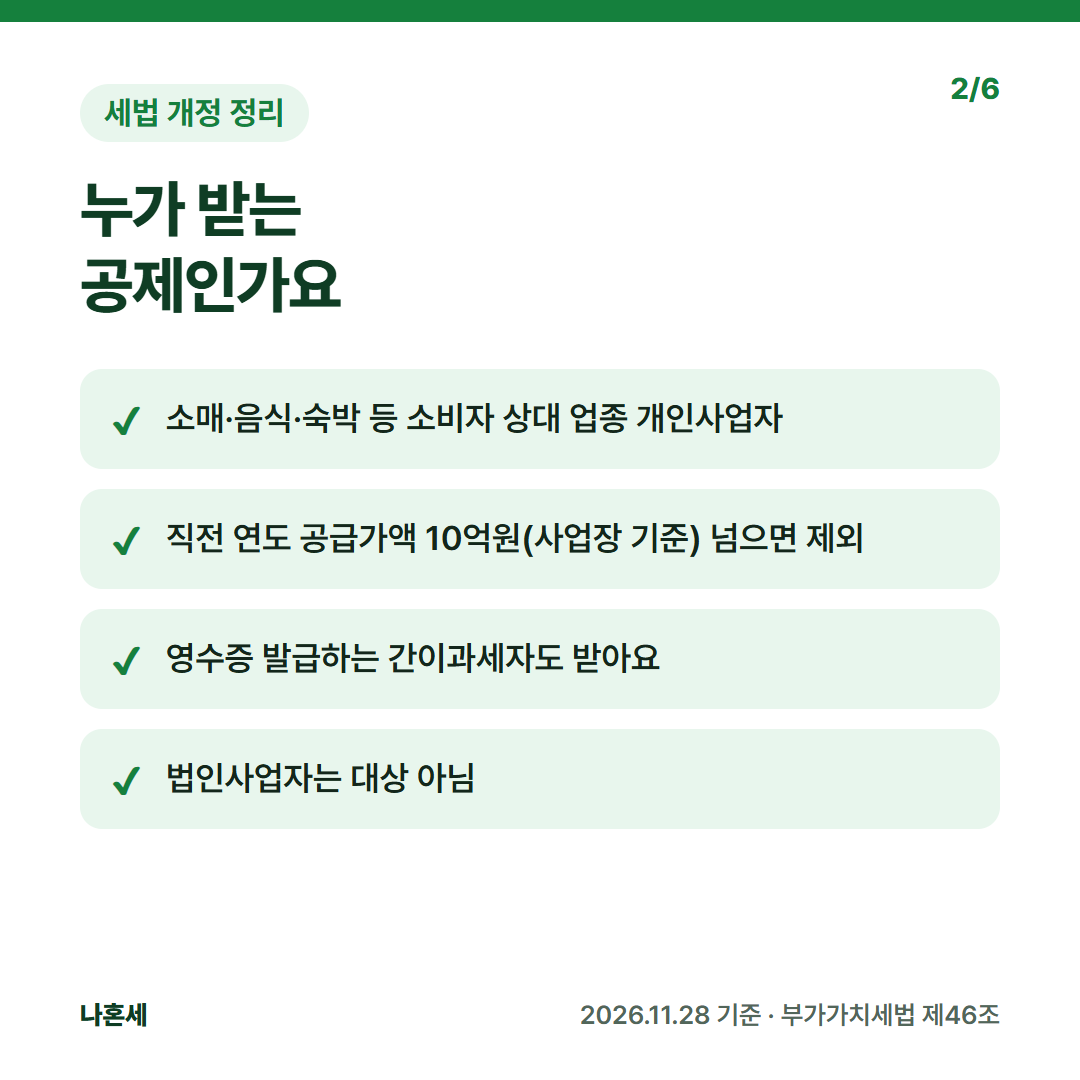 세법 개정 정리
2/6
누가 받는
공제인가요
✓ 소매·음식·숙박 등 소비자 상대 업종 개인사업자
✓ 직전 연도 공급가액 10억원(사업장 기준) 넘으면 제외
✓ 영수증 발급하는 간이과세자도 받아요
✓ 법인사업자는 대상 아님
나혼세
2026.11.28 기준 · 부가가치세법 제46조